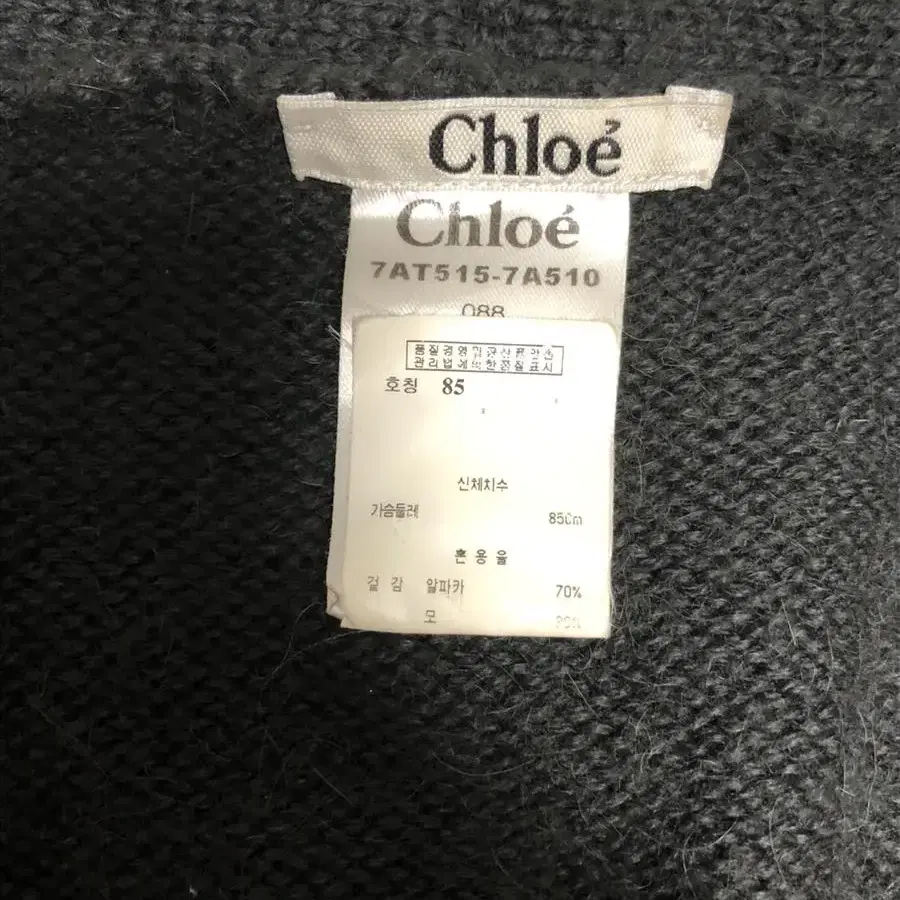 Chloé
Chloé
7AT515-7A510
088
품질경영및공산품안전
관리법에의한품질표시
호칭 85
신체치수
가슴둘레 850m
혼용율
겉감 알파카 70%
모